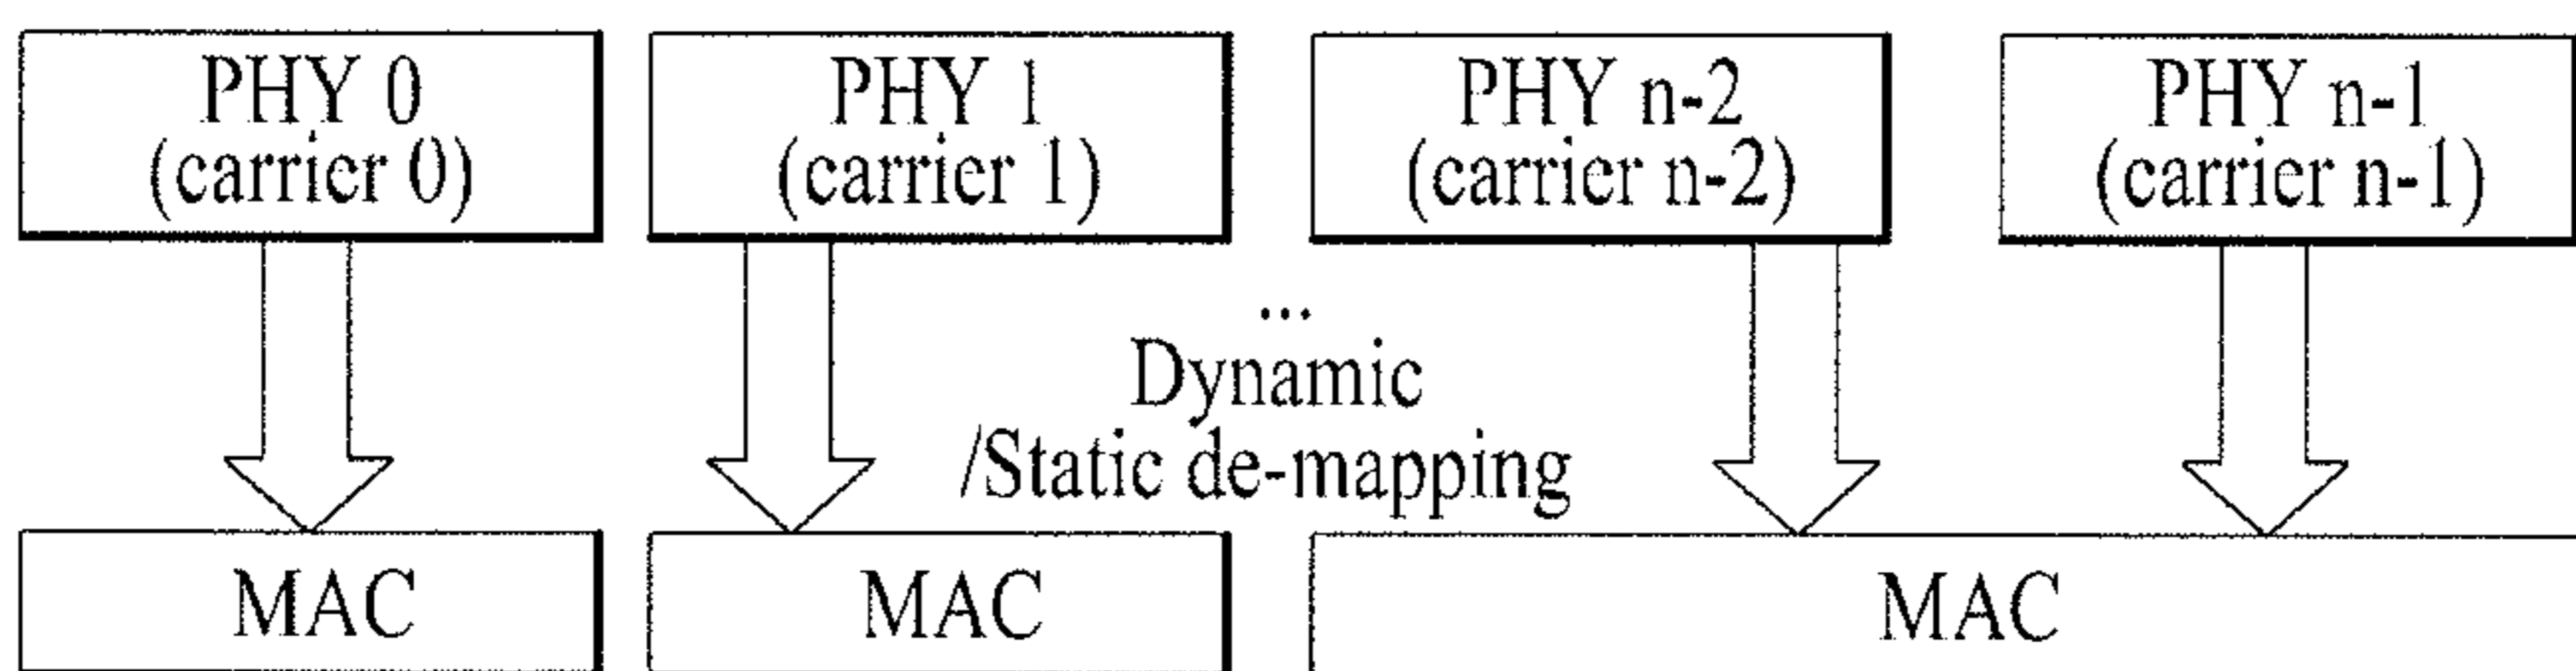 PHY 0
(carrier 0)
PHY 1
(carrier 1)
PHY n-2
(carrier n-2)
PHY n-1
(carrier n-1)
...
Dynamic
/Static de-mapping
MAC
MAC
MAC